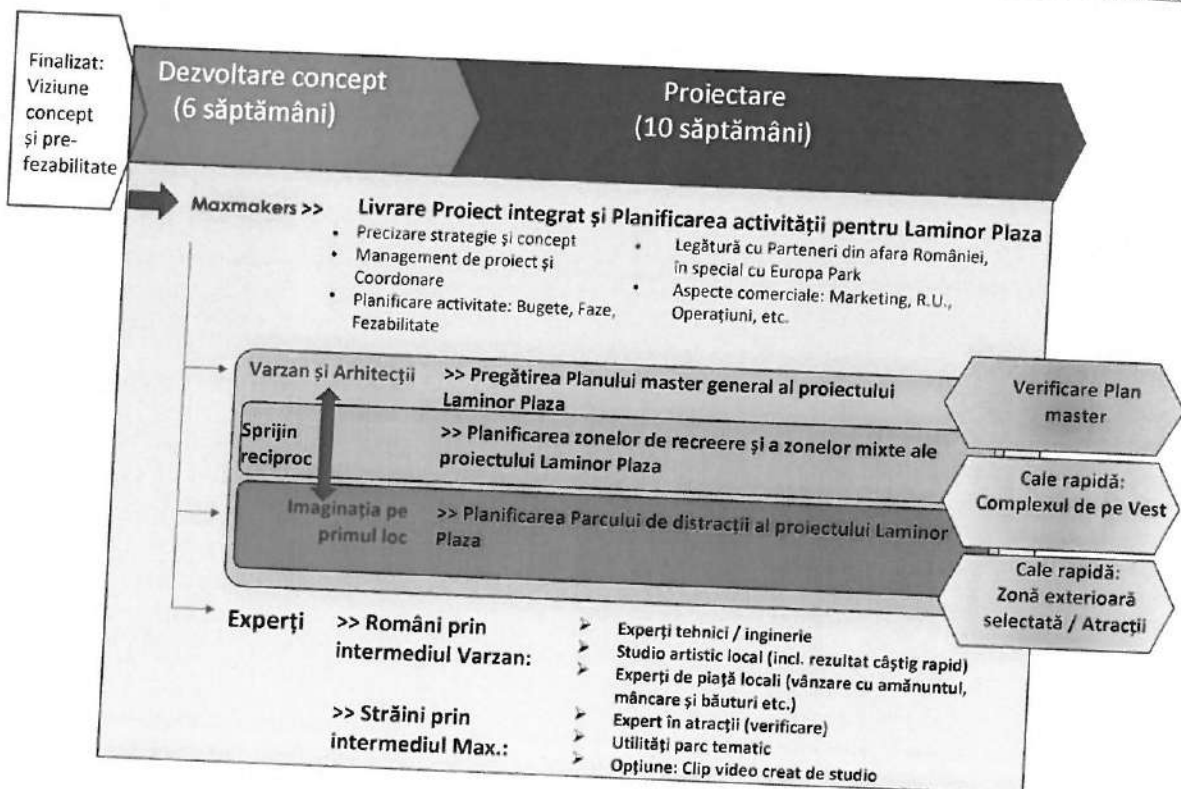 Finalizat:
Viziune
concept
și pre-
fezabilitate
Dezvoltare concept
(6 săptămâni)
Proiectare
(10 săptămâni)
Maxmakers >>
Livrare Proiect integrat și Planificarea activității pentru Laminor Plaza
• Precizare strategie și concept
• Management de proiect și
Coordonare
• Planificare activitate: Bugete, Faze,
Fezabilitate
• Legătură cu Parteneri din afara României,
în special cu Europa Park
• Aspecte comerciale: Marketing, R.U.,
Operațiuni, etc.
Varzan și Arhitecții
>> Pregătirea Planului master general al proiectului
Laminor Plaza
Verificare Plan
master
Sprijin
reciproc
>> Planificarea zonelor de recreere și a zonelor mixte ale
proiectului Laminor Plaza
Cale rapidă:
Complexul de pe Vest
Imaginația pe
primul loc
>> Planificarea Parcului de distracții al proiectului Laminor
Plaza
Cale rapidă:
Zonă exterioară
selectată / Atracții
Experți
>> Români prin
intermediul Varzan:
➢ Experți tehnici / inginerie
➢ Studio artistic local (incl. rezultat câștig rapid)
➢ Experți de piață locali (vânzare cu amănuntul,
mâncare și băuturi etc.)
>> Străini prin
intermediul Max.:
➢ Expert în atracții (verificare)
➢ Utilități parc tematic
➢ Opțiune: Clip video creat de studio